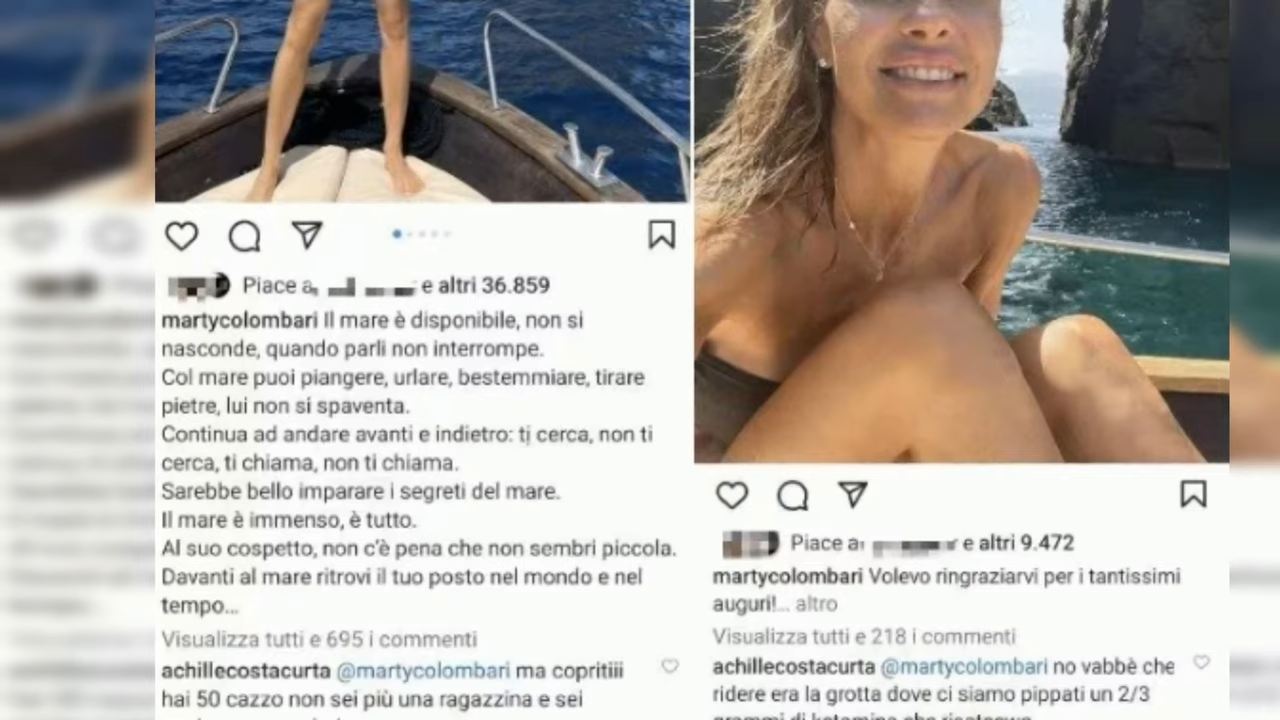 Piace a e altri 36.859
martycolombari Il mare è disponibile, non si
nasconde, quando parli non interrompe.
Col mare puoi piangere, urlare, bestemmiare, tirare
pietre, lui non si spaventa.
Continua ad andare avanti e indietro: ti cerca, non ti
cerca, ti chiama, non ti chiama.
Sarebbe bello imparare i segreti del mare.
Il mare è immenso, è tutto.
Al suo cospetto, non c'è pena che non sembri piccola.
Davanti al mare ritrovi il tuo posto nel mondo e nel
tempo...
Visualizza tutti e 695 i commenti
achillecostacurta @martycolombari ma copritiiii
hai 50 cazzo non sei più una ragazzina e sei
Piace a e altri 9.472
martycolombari Volevo ringraziarvi per i tantissimi
auguri!... altro
Visualizza tutti e 218 i commenti
achillecostacurta @martycolombari no vabbè che
ridere era la grotta dove ci siamo pippati un 2/3